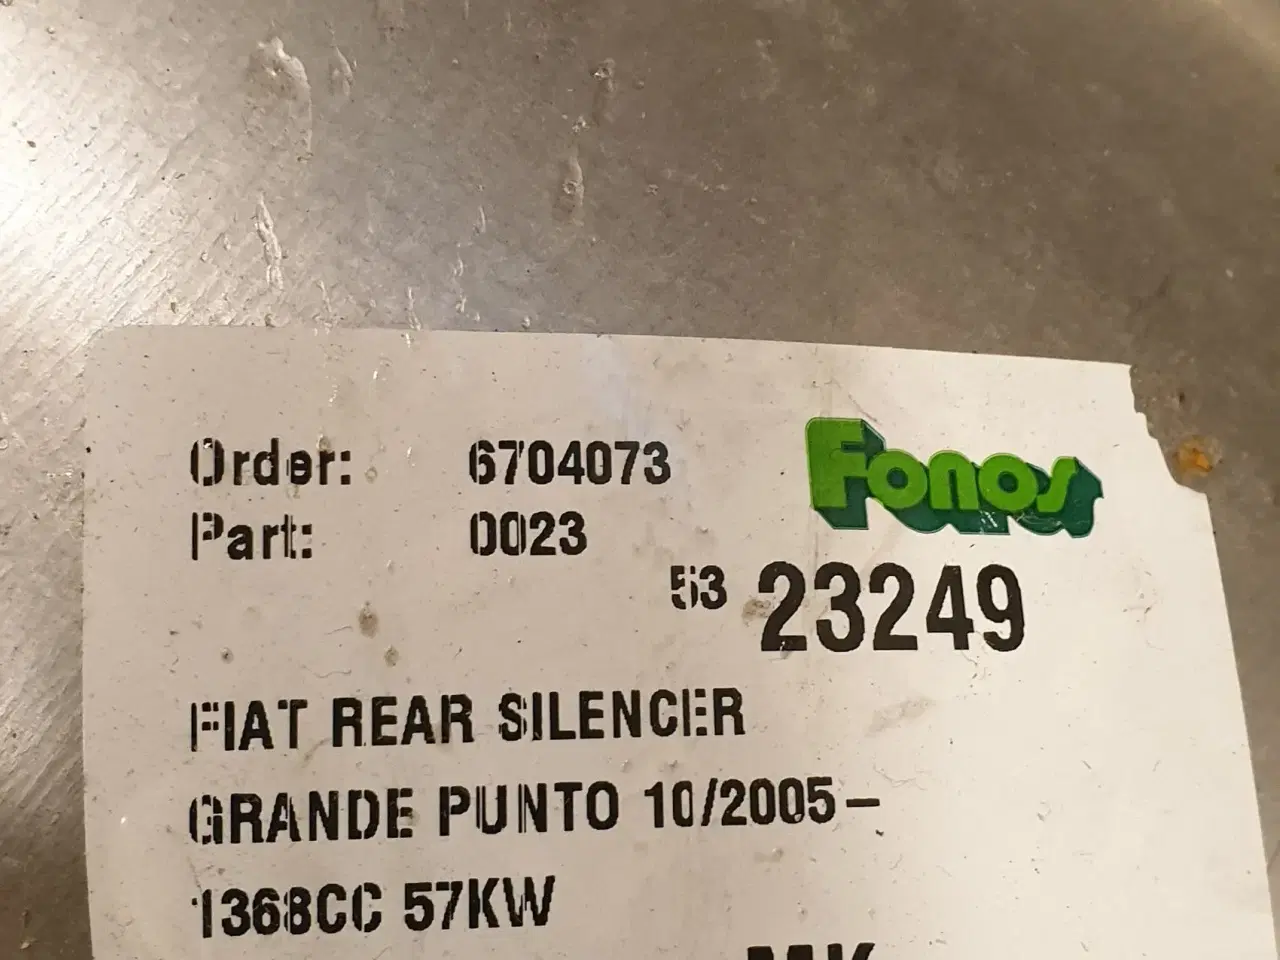 Order: 6704073
Fonos
Part: 0023
53 23249
FIAT REAR SILENCER
GRANDE PUNTO 10/2005–
1368CC 57KW